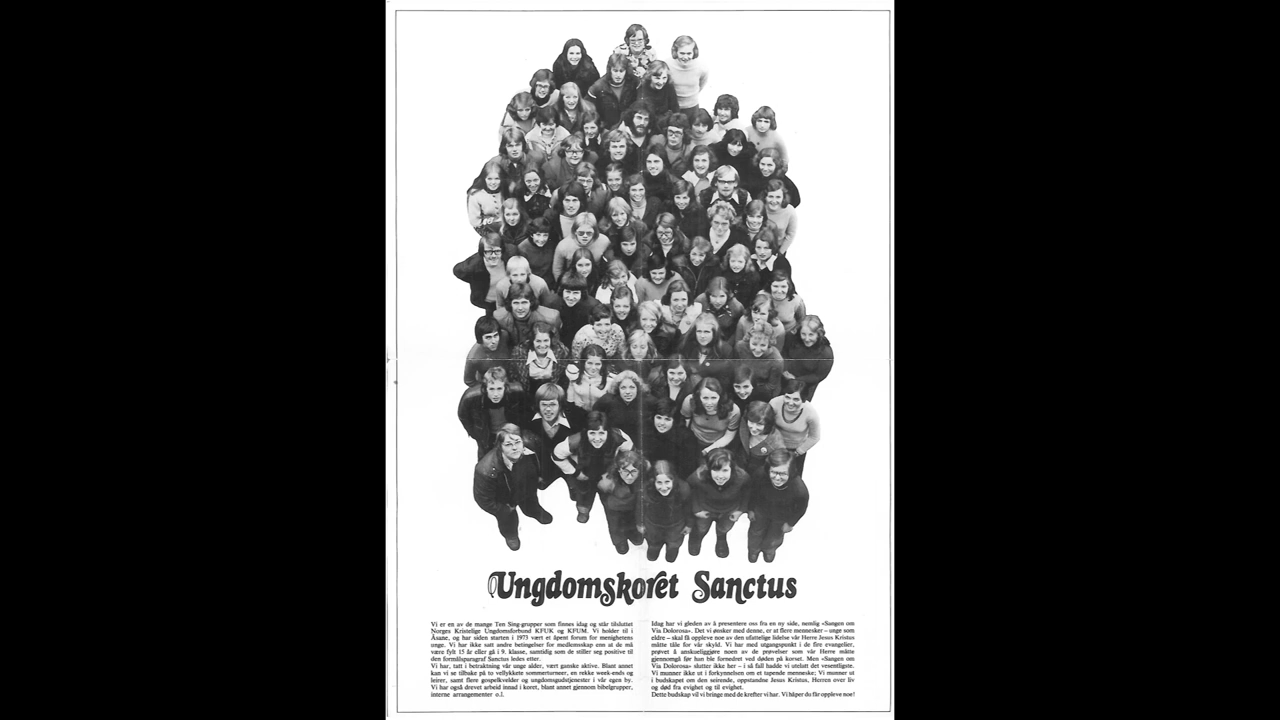 Ungdomskoret Sanctus
Vi er en av de mange Ten Sing-grupper som finnes idag og står tilsluttet
Norges Kristelige Ungdomsforbund KFUK og KFUM. Vi holder til i
Åsane, og har siden starten i 1973 vært et åpent forum for menighetens
unge. Vi har ikke satt andre betingelser for medlemsskap enn at de må
være fylt 15 år eller gå i 9. klasse, samtidig som de stiller seg positive til
den formålsparagraf Sanctus ledes etter.
Vi har, tatt i betraktning vår unge alder, vært ganske aktive. Blant annet
kan vi se tilbake på to vellykkete sommerturneer, en rekke week-ends og
leirer, samt flere gospelkvelder og ungdomsgudstjenester i vår egen by.
Vi har også drevet arbeid innad i koret, blant annet gjennom bibelgrupper,
interne arrangementer o.l.
Idag har vi gleden av å presentere oss fra en ny side, nemlig «Sangen om
Via Dolorosa». Det vi ønsker med denne, er at flere mennesker – unge som
eldre – skal få oppleve noe av den ufattelige lidelse vår Herre Jesus Kristus
måtte tåle for vår skyld. Vi har med utgangspunkt i de fire evangelier,
prøvet å anskueliggjøre noen av de prøvelser som vår Herre måtte
gjennomgå før han ble fornedret ved døden på korset. Men «Sangen om
Via Dolorosa» slutter ikke her – i så fall hadde vi utelatt det vesentligste.
Vi munner ikke ut i forkynnelsen om et tapende menneske; Vi munner ut
i budskapet om den seirende, oppstandne Jesus Kristus, Herren over liv
og død fra evighet og til evighet.
Dette budskap vil vi bringe med de krefter vi har. Vi håper du får oppleve noe!